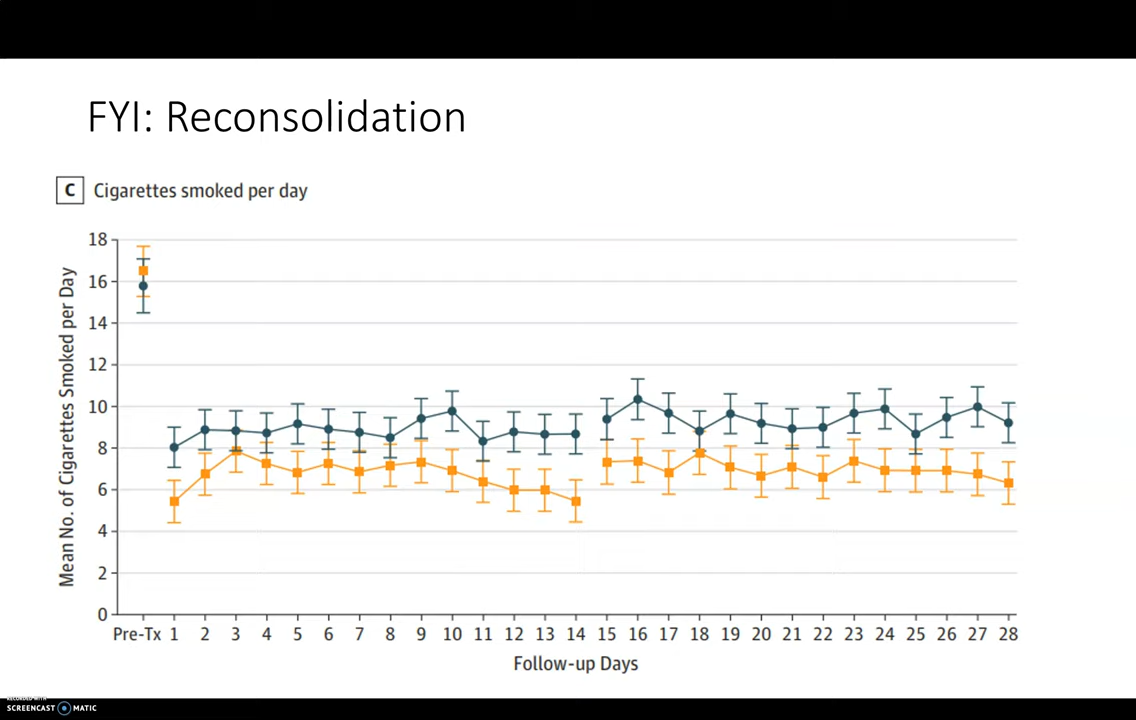 FYI: Reconsolidation
C Cigarettes smoked per day
Mean No. of Cigarettes Smoked per Day
18
16
14
12
10
8
6
4
2
0
Pre-Tx 1 2 3 4 5 6 7 8 9 10 11 12 13 14 15 16 17 18 19 20 21 22 23 24 25 26 27 28
Follow-up Days
RECORDED WITH
SCREENCAST MATIC